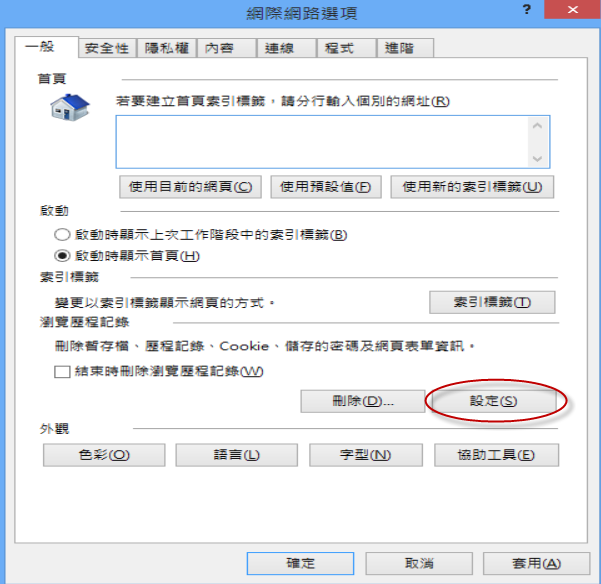 網際網路選項
? ×
一般 安全性 隱私權 內容 連線 程式 進階
首頁
若要建立首頁索引標籤，請分行輸入個別的網址(R)
使用目前的網頁(C) 使用預設值(F) 使用新的索引標籤(U)
啟動
啟動時顯示上次工作階段中的索引標籤(B)
啟動時顯示首頁(H)
索引標籤
變更以索引標籤顯示網頁的方式。 索引標籤(T)
瀏覽歷程記錄
刪除暫存檔、歷程記錄、Cookie、儲存的密碼及網頁表單資訊。
結束時刪除瀏覽歷程記錄(W)
刪除(D)... 設定(S)
外觀
色彩(O) 語言(L) 字型(N) 協助工具(E)
確定 取消 套用(A)